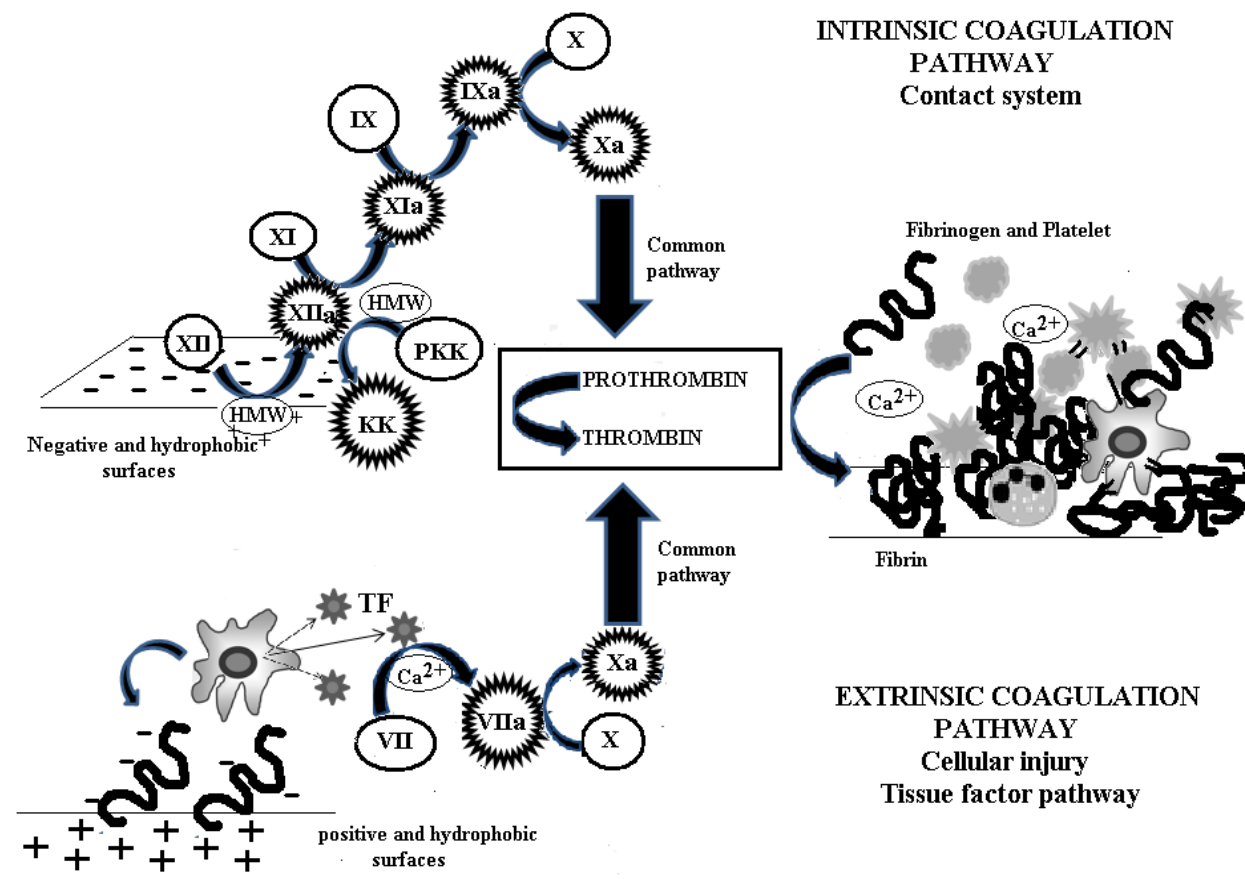 INTRINSIC COAGULATION
PATHWAY
Contact system
X
IXa
IX
Xa
XIa
XI
Common
pathway
XIIa
HMW
XII
PKK
HMW
+
+
+
KK
Negative and hydrophobic
surfaces
PROTHROMBIN
THROMBIN
Fibrinogen and Platelet
Ca2+
Ca2+
Fibrin
Common
pathway
TF
Ca2+
Xa
VIIa
VII
X
EXTRINSIC COAGULATION
PATHWAY
Cellular injury
Tissue factor pathway
positive and hydrophobic
surfaces